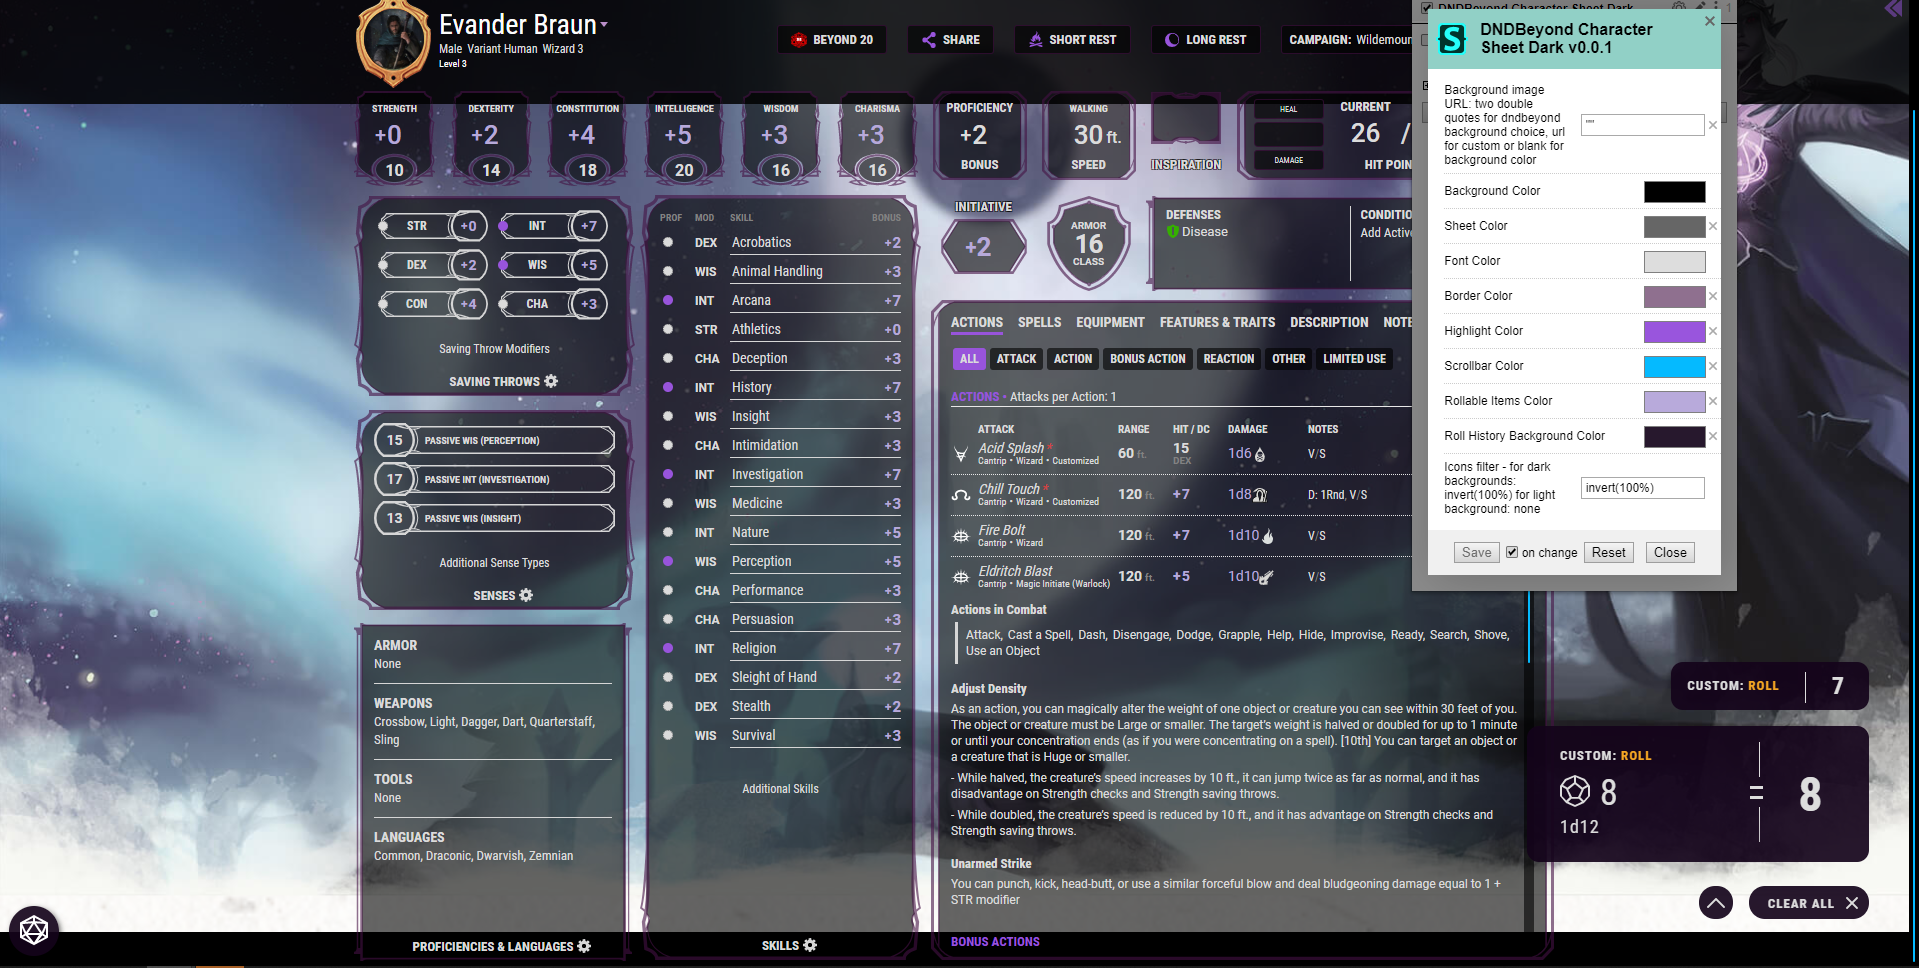 Evander Braun
Male Variant Human Wizard 3
Level 3
BEYOND 20
SHARE
SHORT REST
LONG REST
CAMPAIGN: Wildemoun
STRENGTH
+0
10
DEXTERITY
+2
14
CONSTITUTION
+4
18
INTELLIGENCE
+5
20
WISDOM
+3
16
CHARISMA
+3
16
PROFICIENCY
+2
BONUS
WALKING
30 ft.
SPEED
INSPIRATION
HEAL
DAMAGE
CURRENT
26 /
HIT POIN
STR +0
INT +7
DEX +2
WIS +5
CON +4
CHA +3
Saving Throw Modifiers
SAVING THROWS
15 PASSIVE WIS (PERCEPTION)
17 PASSIVE INT (INVESTIGATION)
13 PASSIVE WIS (INSIGHT)
Additional Sense Types
SENSES
ARMOR
None
WEAPONS
Crossbow, Light, Dagger, Dart, Quarterstaff,
Sling
TOOLS
None
LANGUAGES
Common, Draconic, Dwarvish, Zemnian
PROFICIENCIES & LANGUAGES
PROF MOD SKILL BONUS
DEX Acrobatics +2
WIS Animal Handling +3
INT Arcana +7
STR Athletics +0
CHA Deception +3
INT History +7
WIS Insight +3
CHA Intimidation +3
INT Investigation +7
WIS Medicine +3
INT Nature +5
WIS Perception +5
CHA Performance +3
CHA Persuasion +3
INT Religion +7
DEX Sleight of Hand +2
DEX Stealth +2
WIS Survival +3
Additional Skills
SKILLS
INITIATIVE
+2
ARMOR
16
CLASS
DEFENSES
Disease
CONDITIO
Add Active
ACTIONS SPELLS EQUIPMENT FEATURES & TRAITS DESCRIPTION NOTE
ALL ATTACK ACTION BONUS ACTION REACTION OTHER LIMITED USE
ACTIONS • Attacks per Action: 1
ATTACK RANGE HIT / DC DAMAGE NOTES
Acid Splash * 60 ft. 15 DEX 1d6 V/S
Cantrip • Wizard • Customized
Chill Touch * 120 ft. +7 1d8 D: 1Rnd, V/S
Cantrip • Wizard • Customized
Fire Bolt 120 ft. +7 1d10 V/S
Cantrip • Wizard
Eldritch Blast 120 ft. +5 1d10 V/S
Cantrip • Magic Initiate (Warlock)
Actions in Combat
Attack, Cast a Spell, Dash, Disengage, Dodge, Grapple, Help, Hide, Improvise, Ready, Search, Shove,
Use an Object
Adjust Density
As an action, you can magically alter the weight of one object or creature you can see within 30 feet of you.
The object or creature must be Large or smaller. The target's weight is halved or doubled for up to 1 minute
or until your concentration ends (as if you were concentrating on a spell). [10th] You can target an object or
a creature that is Huge or smaller.
- While halved, the creature's speed increases by 10 ft., it can jump twice as far as normal, and it has
disadvantage on Strength checks and Strength saving throws.
- While doubled, the creature's speed is reduced by 10 ft., and it has advantage on Strength checks and
Strength saving throws.
Unarmed Strike
You can punch, kick, head-butt, or use a similar forceful blow and deal bludgeoning damage equal to 1 +
STR modifier
BONUS ACTIONS
DNDBeyond Character Sheet Dark
1
S
DNDBeyond Character
Sheet Dark v0.0.1
Background image
URL: two double
quotes for dndbeyond
background choice, url
for custom or blank for
background color
""
Background Color
Sheet Color
Font Color
Border Color
Highlight Color
Scrollbar Color
Rollable Items Color
Roll History Background Color
Icons filter - for dark
backgrounds:
invert(100%) for light
background: none
invert(100%)
Save on change Reset Close
CUSTOM: ROLL 7
CUSTOM: ROLL
8 = 8
1d12
CLEAR ALL